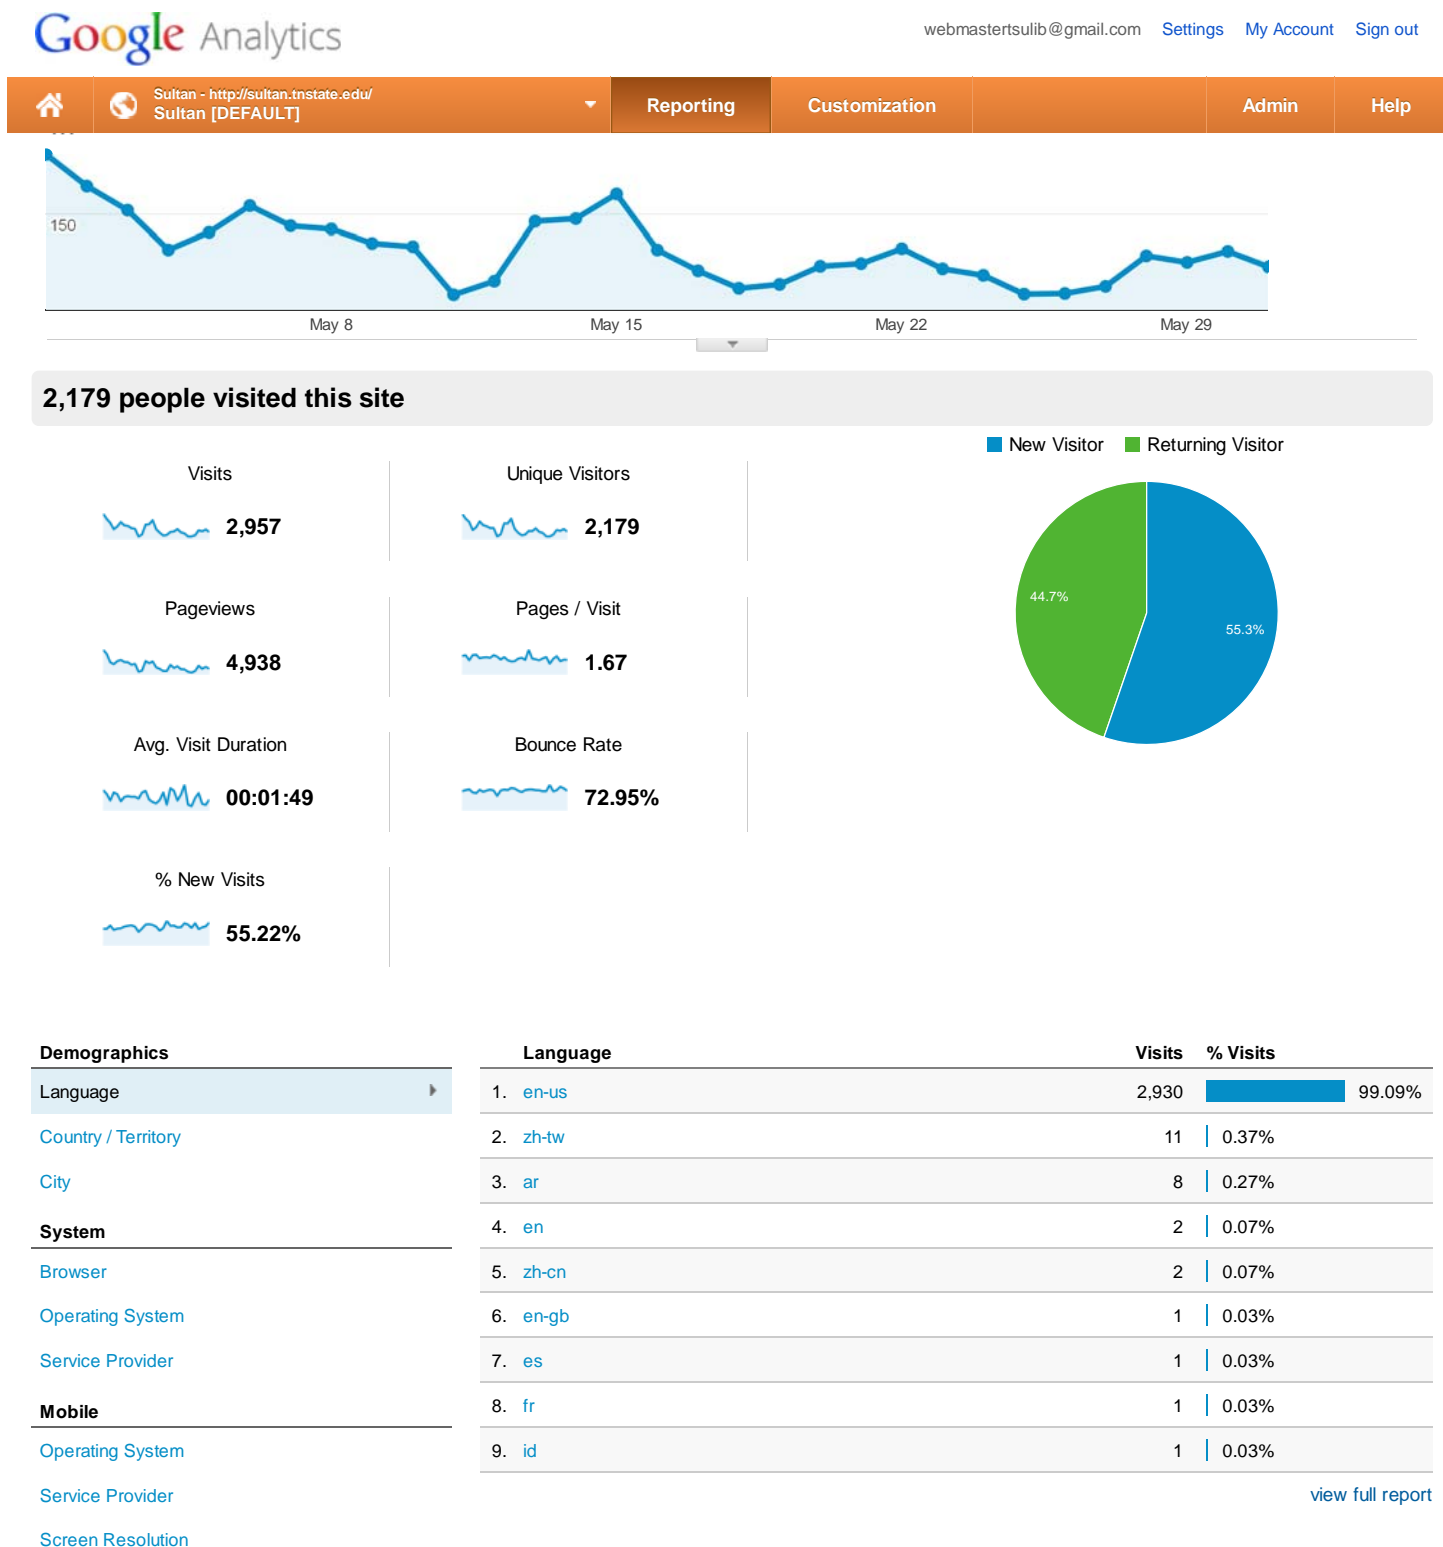 Google Analytics
webmastertsulib@gmail.com Settings My Account Sign out
Sultan - http://sultan.tnstate.edu/
Sultan [DEFAULT]
Reporting Customization Admin Help
150
May 8 May 15 May 22 May 29
2,179 people visited this site
New Visitor Returning Visitor
Visits Unique Visitors
2,957 2,179
44.7%
55.3%
Pageviews Pages / Visit
4,938 1.67
Avg. Visit Duration Bounce Rate
00:01:49 72.95%
% New Visits
55.22%
Demographics
Language
Country / Territory
City
System
Browser
Operating System
Service Provider
Mobile
Operating System
Service Provider
Screen Resolution
Language Visits % Visits
1. en-us 2,930 99.09%
2. zh-tw 11 0.37%
3. ar 8 0.27%
4. en 2 0.07%
5. zh-cn 2 0.07%
6. en-gb 1 0.03%
7. es 1 0.03%
8. fr 1 0.03%
9. id 1 0.03%
view full report